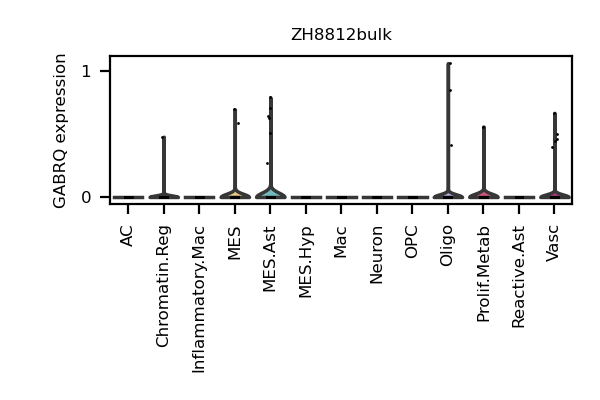 ZH8812bulk
GABRQ expression
1
0
AC
Chromatin.Reg
Inflammatory.Mac
MES
MES.Ast
MES.Hyp
Mac
Neuron
OPC
Oligo
Prolif.Metab
Reactive.Ast
Vasc